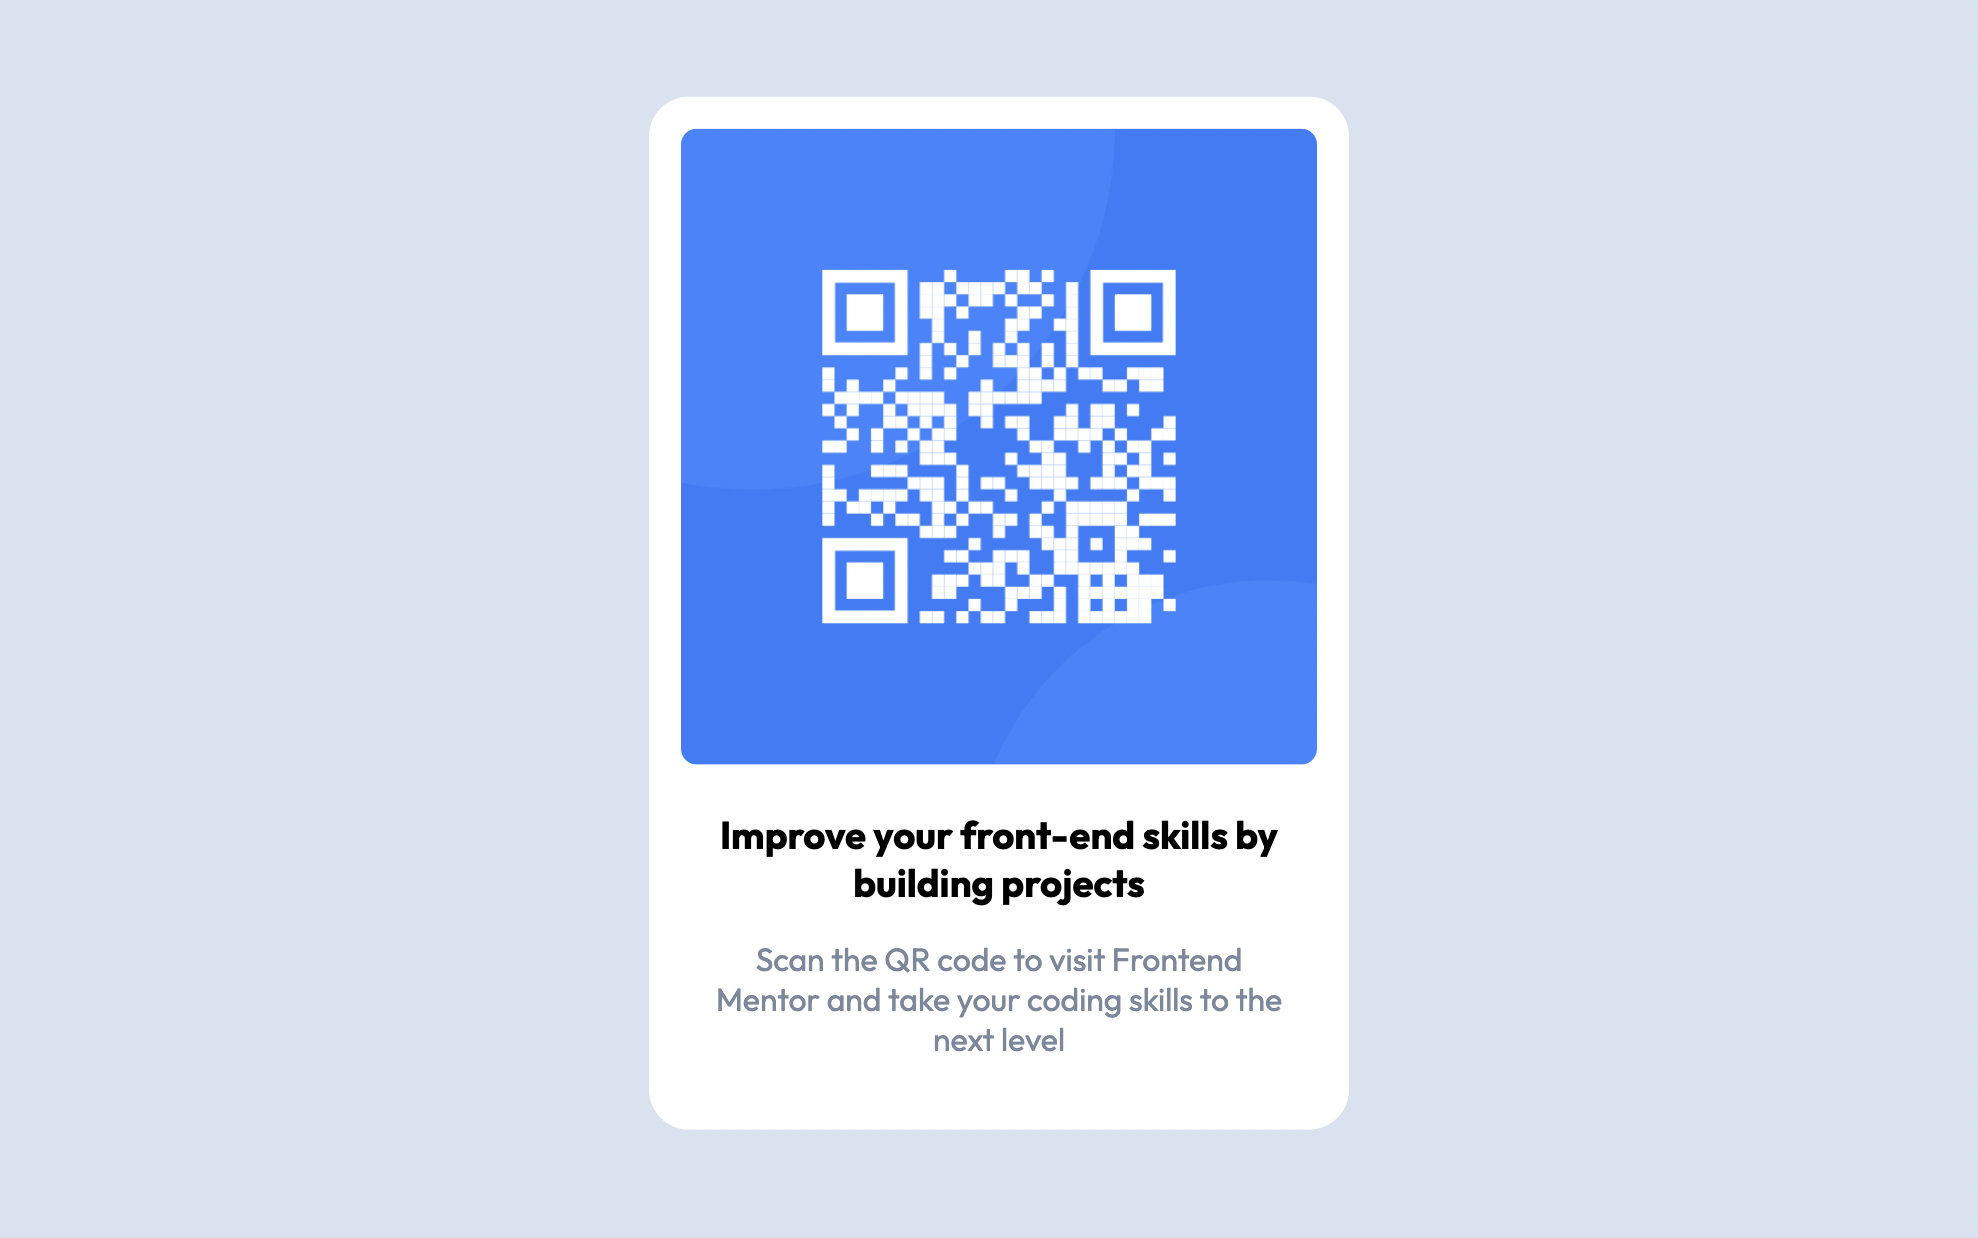 Improve your front-end skills by
building projects
Scan the QR code to visit Frontend
Mentor and take your coding skills to the
next level